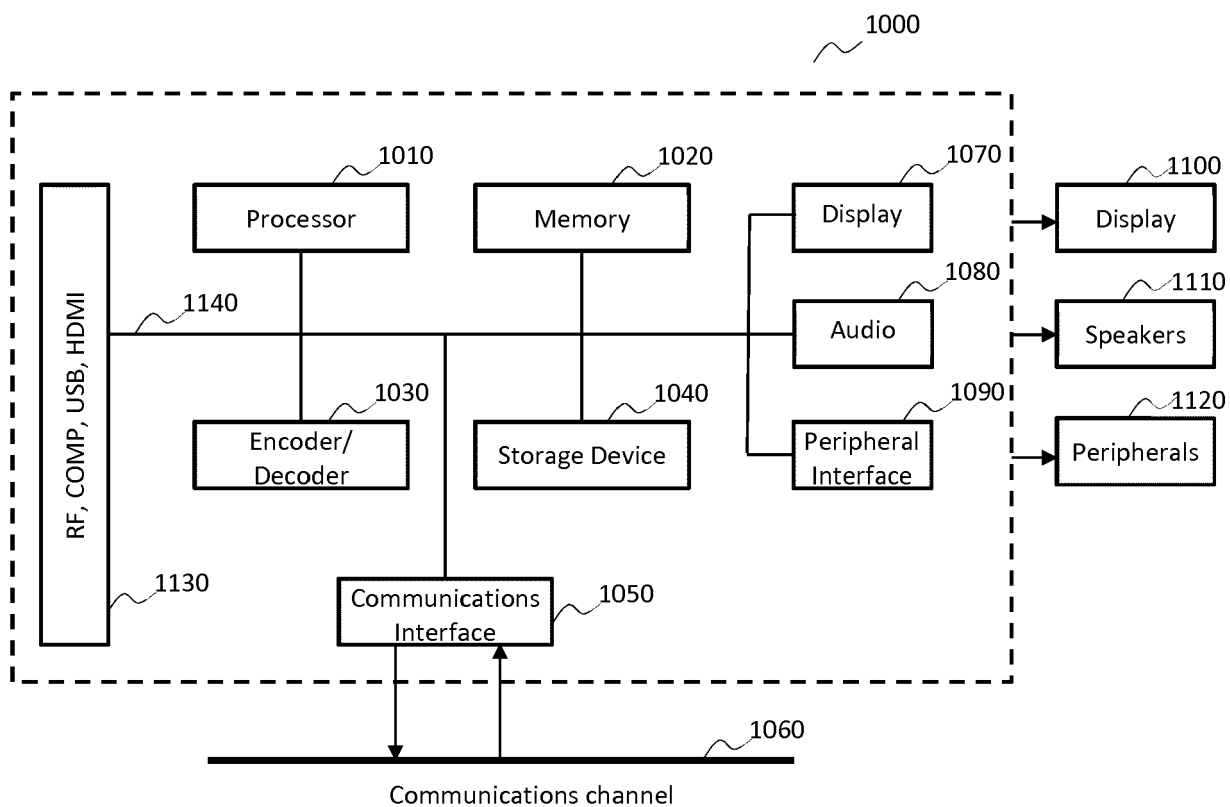 1000
1010
1020
1070
1100
Processor
Memory
Display
Display
1140
1080
1110
RF, COMP, USB, HDMI
Audio
Speakers
1030
1040
1090
1120
Encoder/
Decoder
Storage Device
Peripheral
Interface
Peripherals
1130
Communications
Interface
1050
1060
Communications channel